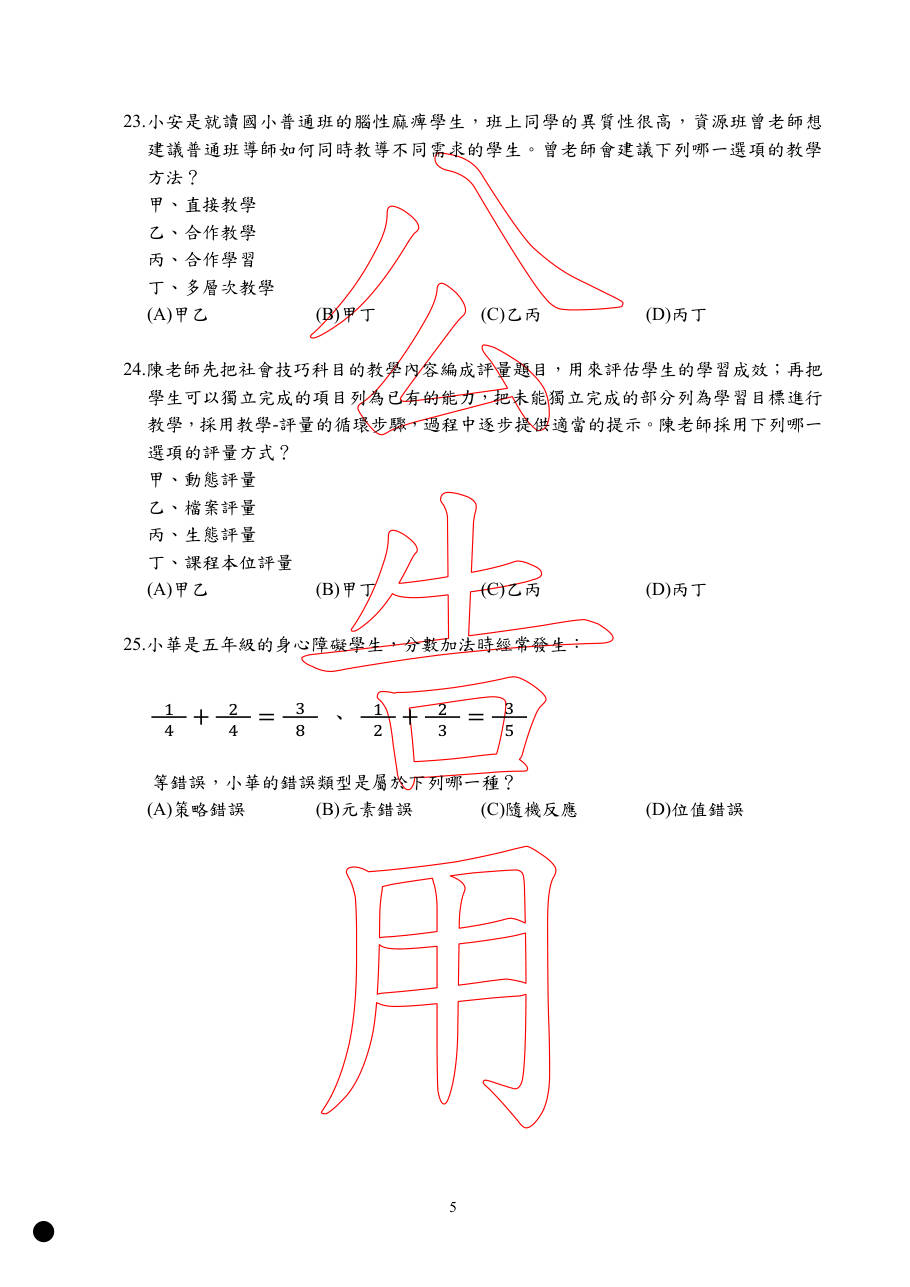 23.小安是就讀國小普通班的腦性麻痺學生，班上同學的異質性很高，資源班曾老師想
建議普通班導師如何同時教導不同需求的學生。曾老師會建議下列哪一選項的教學
方法？
甲、直接教學
乙、合作教學
丙、合作學習
丁、多層次教學
(A)甲乙 (B)甲丁 (C)乙丙 (D)丙丁
24.陳老師先把社會技巧科目的教學內容編成評量題目，用來評估學生的學習成效；再把
學生可以獨立完成的項目列為已有的能力，把未能獨立完成的部分列為學習目標進行
教學，採用教學-評量的循環步驟，過程中逐步提供適當的提示。陳老師採用下列哪一
選項的評量方式？
甲、動態評量
乙、檔案評量
丙、生態評量
丁、課程本位評量
(A)甲乙 (B)甲丁 (C)乙丙 (D)丙丁
25.小華是五年級的身心障礙學生，分數加法時經常發生：
1/4 + 2/4 = 3/8 、 1/2 + 2/3 = 3/5
等錯誤，小華的錯誤類型是屬於下列哪一種？
(A)策略錯誤 (B)元素錯誤 (C)隨機反應 (D)位值錯誤
公告用
5